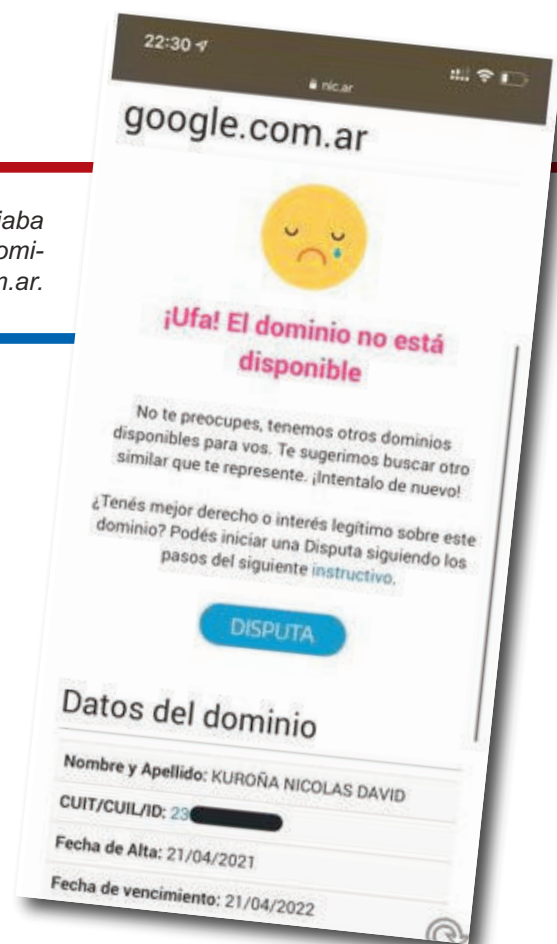 22:30
nic.ar
google.com.ar
iaba
omi-
n.ar.
¡Ufa! El dominio no está
disponible
No te preocupes, tenemos otros dominios
disponibles para vos. Te sugerimos buscar otro
similar que te represente. ¡Intentalo de nuevo!
¿Tenés mejor derecho o interés legítimo sobre este
dominio? Podés iniciar una Disputa siguiendo los
pasos del siguiente instructivo.
DISPUTA
Datos del dominio
Nombre y Apellido: KUROÑA NICOLAS DAVID
CUIT/CUIL/ID: 23
Fecha de Alta: 21/04/2021
Fecha de vencimiento: 21/04/2022